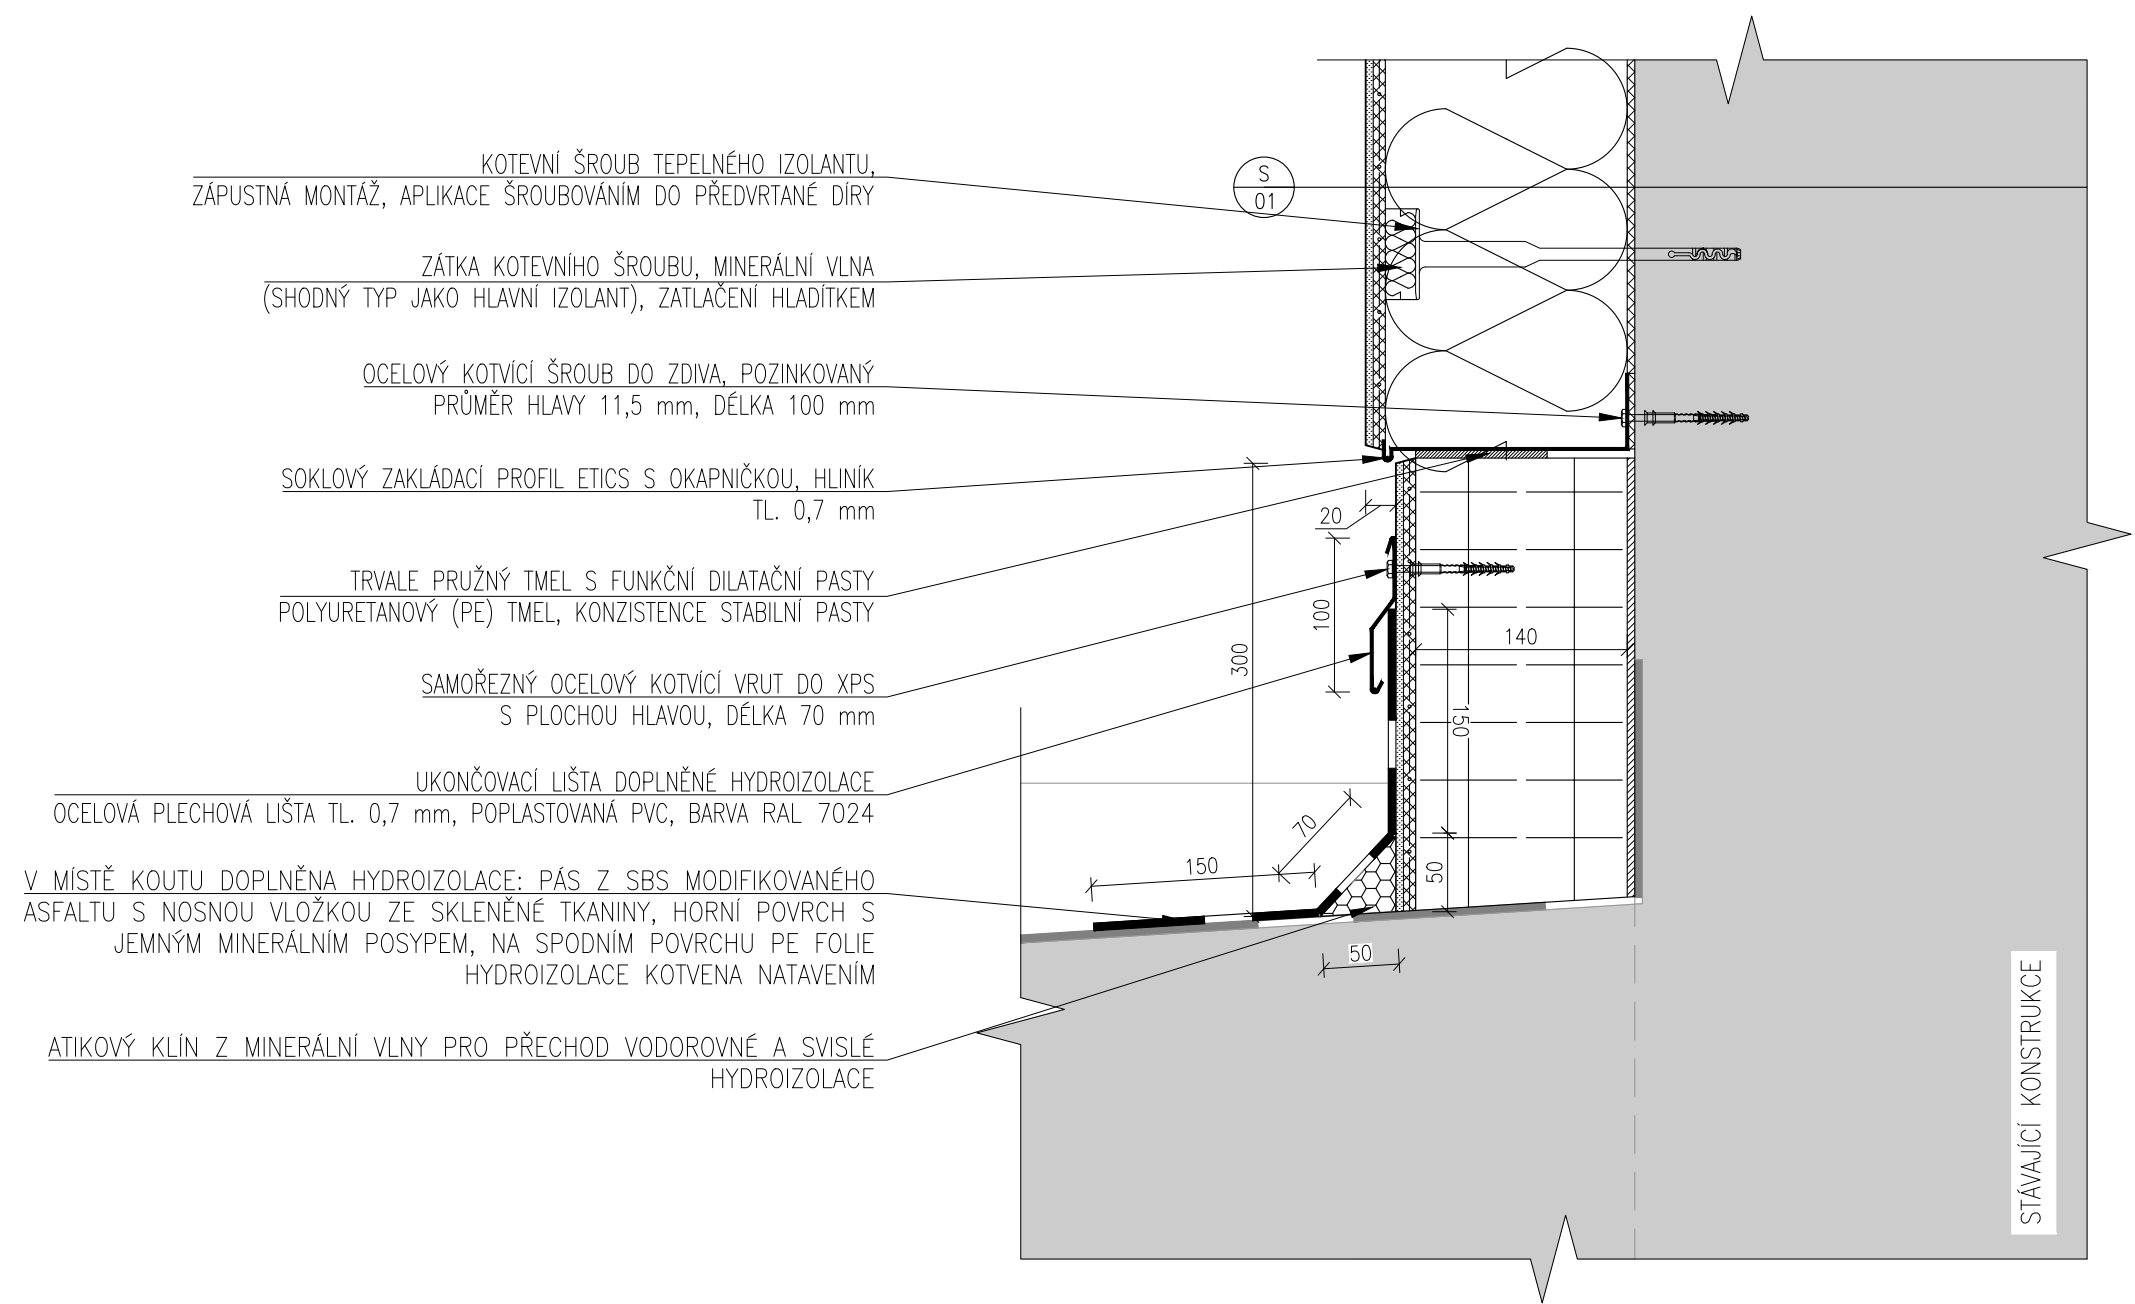 KOTEVNÍ ŠROUB TEPELNÉHO IZOLANTU,
ZÁPUSTNÁ MONTÁŽ, APLIKACE ŠROUBOVÁNÍM DO PŘEDVRTANÉ DÍRY
ZÁTKA KOTEVNÍHO ŠROUBU, MINERÁLNÍ VLNA
(SHODNÝ TYP JAKO HLAVNÍ IZOLANT), ZATLAČENÍ HLADÍTKEM
OCELOVÝ KOTVÍCÍ ŠROUB DO ZDIVA, POZINKOVANÝ
PRŮMĚR HLAVY 11,5 mm, DÉLKA 100 mm
SOKLOVÝ ZAKLÁDACÍ PROFIL ETICS S OKAPNIČKOU, HLINÍK
TL. 0,7 mm
TRVALE PRUŽNÝ TMEL S FUNKČNÍ DILATAČNÍ PASTY
POLYURETANOVÝ (PE) TMEL, KONZISTENCE STABILNÍ PASTY
SAMOŘEZNÝ OCELOVÝ KOTVÍCÍ VRUT DO XPS
S PLOCHOU HLAVOU, DÉLKA 70 mm
UKONČOVACÍ LIŠTA DOPLNĚNÉ HYDROIZOLACE
OCELOVÁ PLECHOVÁ LIŠTA TL. 0,7 mm, POPLASTOVANÁ PVC, BARVA RAL 7024
V MÍSTĚ KOUTU DOPLNĚNA HYDROIZOLACE: PÁS Z SBS MODIFIKOVANÉHO
ASFALTU S NOSNOU VLOŽKOU ZE SKLENĚNÉ TKANINY, HORNÍ POVRCH S
JEMNÝM MINERÁLNÍM POSYPEM, NA SPODNÍM POVRCHU PE FOLIE
HYDROIZOLACE KOTVENA NATAVENÍM
ATIKOVÝ KLÍN Z MINERÁLNÍ VLNY PRO PŘECHOD VODOROVNÉ A SVISLÉ
HYDROIZOLACE
S
01
20
100
300
140
150
70
150
50
50
STÁVAJÍCÍ KONSTRUKCE